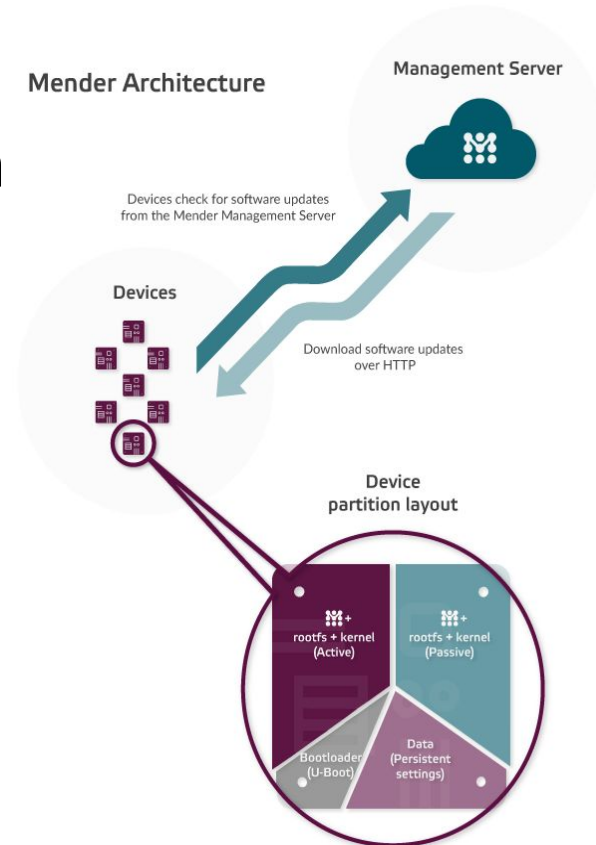 Mender Architecture
Management Server
Devices check for software updates
from the Mender Management Server
Devices
Download software updates
over HTTP
Device
partition layout
+
rootfs + kernel
(Active)
+
rootfs + kernel
(Passive)
Bootloader
(U-Boot)
Data
(Persistent
settings)